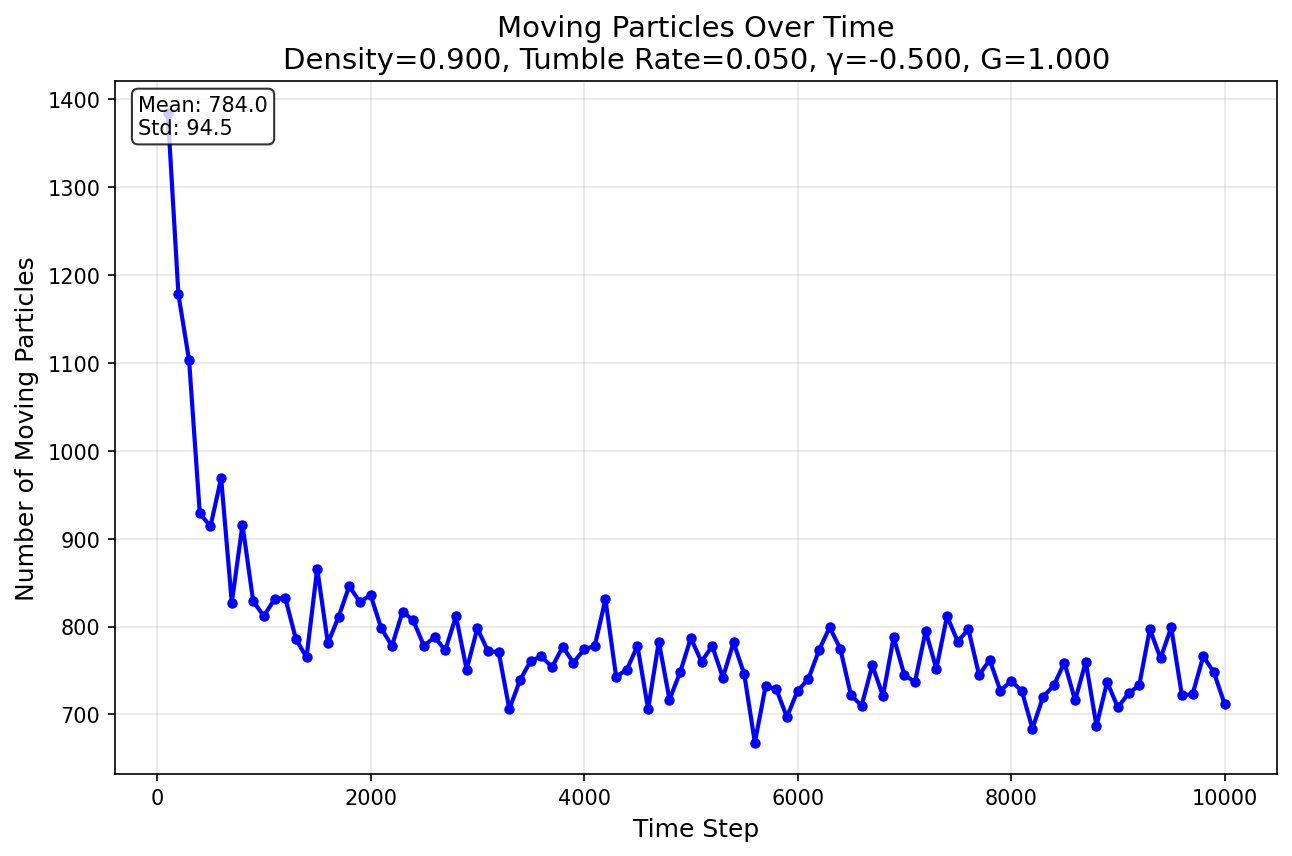 Moving Particles Over Time
Density=0.900, Tumble Rate=0.050, γ=-0.500, G=1.000
Mean: 784.0
Std: 94.5
Number of Moving Particles
1400
1300
1200
1100
1000
900
800
700
0
2000
4000
6000
8000
10000
Time Step